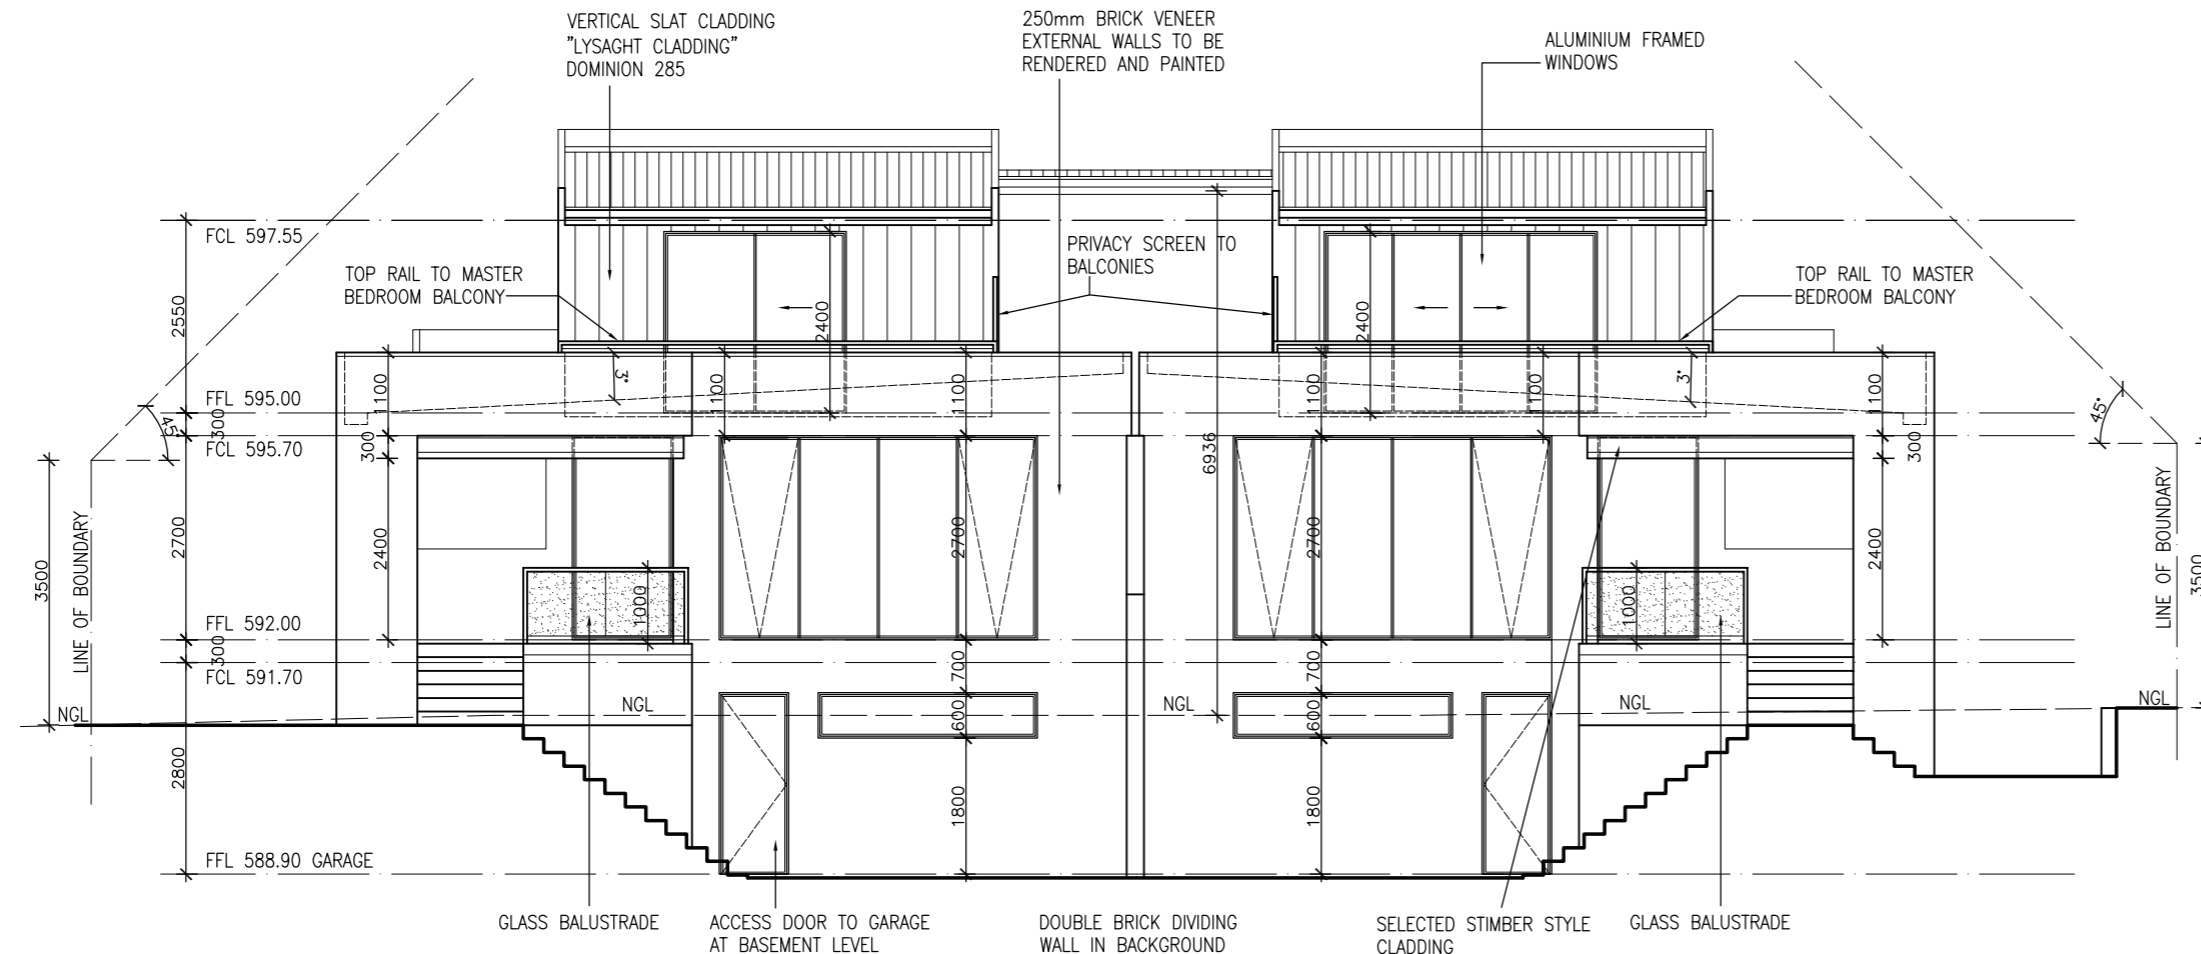 VERTICAL SLAT CLADDING
"LYSAGHT CLADDING"
DOMINION 285
250mm BRICK VENEER
EXTERNAL WALLS TO BE
RENDERED AND PAINTED
ALUMINIUM FRAMED
WINDOWS
FCL 597.55
PRIVACY SCREEN TO
BALCONIES
TOP RAIL TO MASTER
BEDROOM BALCONY
TOP RAIL TO MASTER
BEDROOM BALCONY
2550
2400
2400
3°
3°
1100
1100
1100
1100
1100
1100
FFL 595.00
300
45°
45°
FCL 595.70
300
300
6936
2700
2400
2700
2700
2400
3500
LINE OF BOUNDARY
LINE OF BOUNDARY
3500
1000
1000
FFL 592.00
300
FCL 591.70
700
700
NGL
NGL
NGL
NGL
NGL
600
600
2800
1800
1800
FFL 588.90 GARAGE
GLASS BALUSTRADE
ACCESS DOOR TO GARAGE
AT BASEMENT LEVEL
DOUBLE BRICK DIVIDING
WALL IN BACKGROUND
SELECTED STIMBER STYLE
CLADDING
GLASS BALUSTRADE